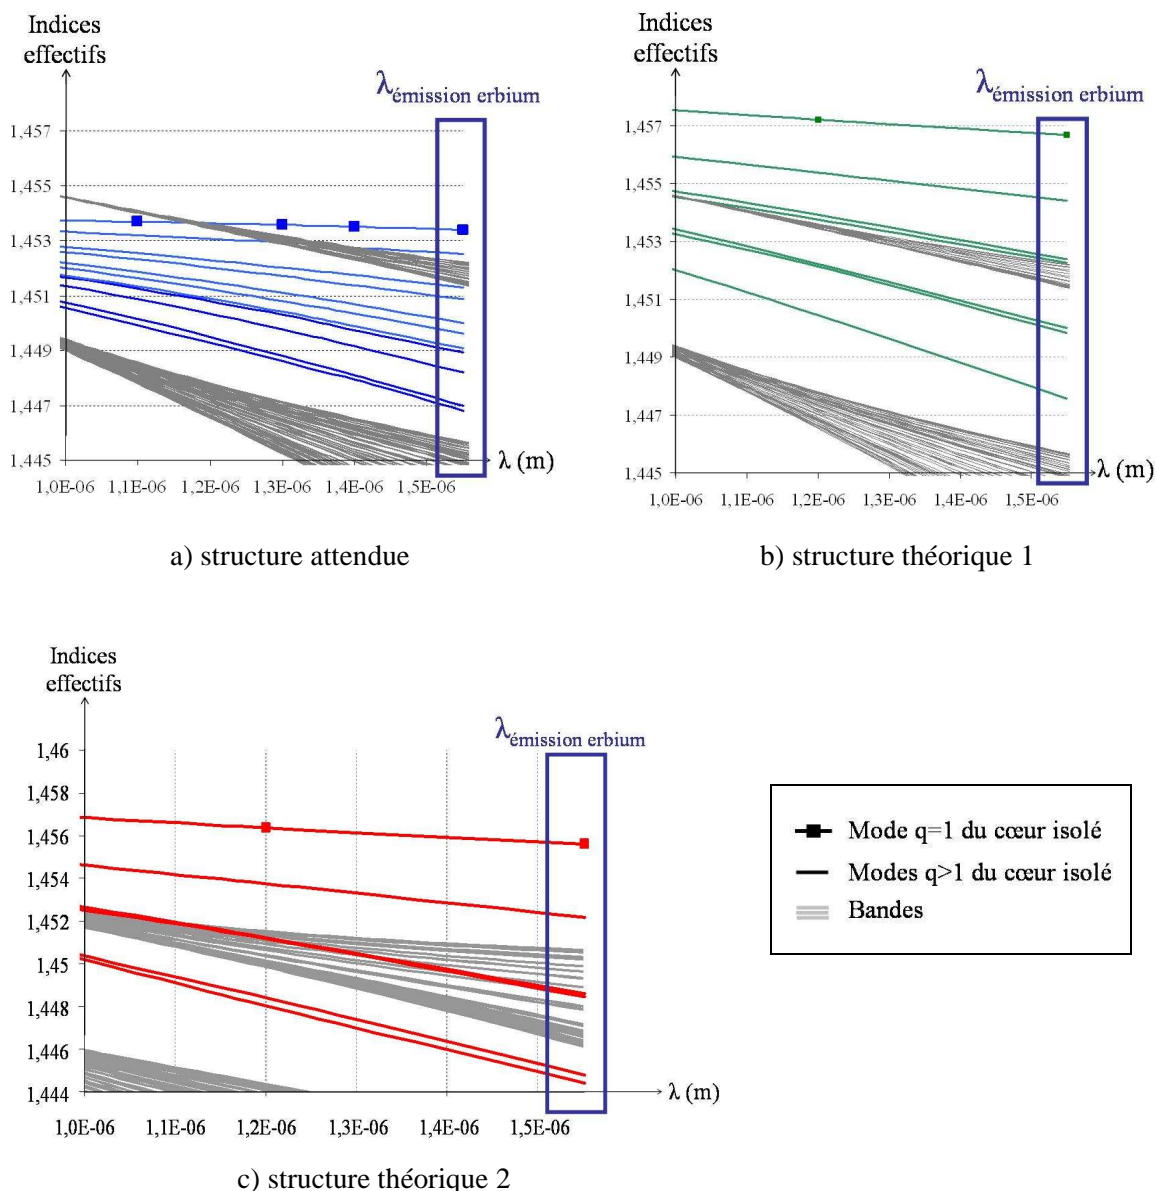 Indices
effectifs
λémission erbium
1,457
1,455
1,453
1,451
1,449
1,447
1,445
λ (m)
1,0E-06 1,1E-06 1,2E-06 1,3E-06 1,4E-06 1,5E-06
a) structure attendue
Indices
effectifs
λémission erbium
1,457
1,455
1,453
1,451
1,449
1,447
1,445
λ (m)
1,0E-06 1,1E-06 1,2E-06 1,3E-06 1,4E-06 1,5E-06
b) structure théorique 1
Indices
effectifs
λémission erbium
1,46
1,458
1,456
1,454
1,452
1,45
1,448
1,446
1,444
λ (m)
1,0E-06 1,1E-06 1,2E-06 1,3E-06 1,4E-06 1,5E-06
c) structure théorique 2
Mode q=1 du cœur isolé
Modes q>1 du cœur isolé
Bandes